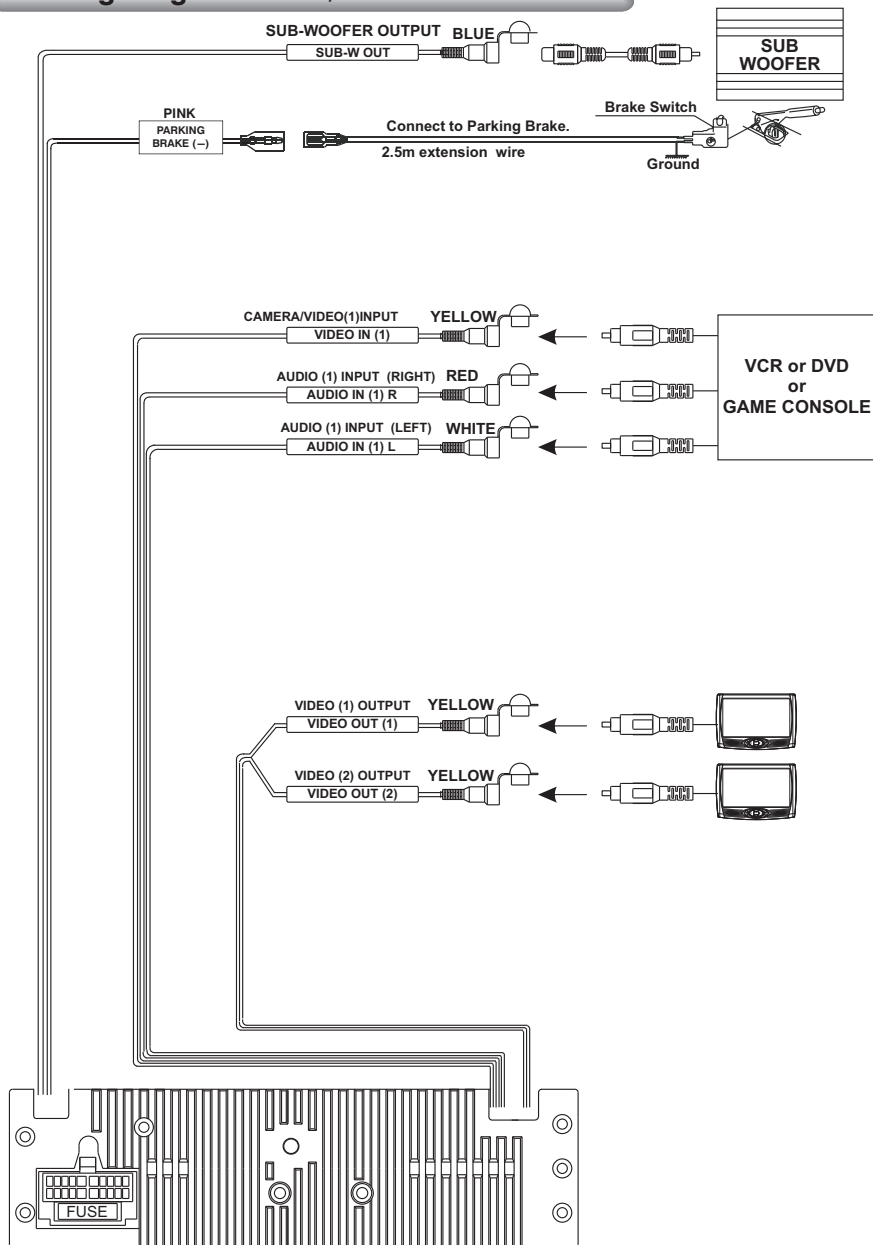 SUB-WOOFER OUTPUT BLUE
SUB-W OUT
SUB
WOOFER
PINK
PARKING
BRAKE (–)
Connect to Parking Brake.
2.5m extension wire
Brake Switch
Ground
CAMERA/VIDEO(1)INPUT YELLOW
VIDEO IN (1)
AUDIO (1) INPUT (RIGHT) RED
AUDIO IN (1) R
AUDIO (1) INPUT (LEFT) WHITE
AUDIO IN (1) L
VCR or DVD
or
GAME CONSOLE
VIDEO (1) OUTPUT YELLOW
VIDEO OUT (1)
VIDEO (2) OUTPUT YELLOW
VIDEO OUT (2)
FUSE